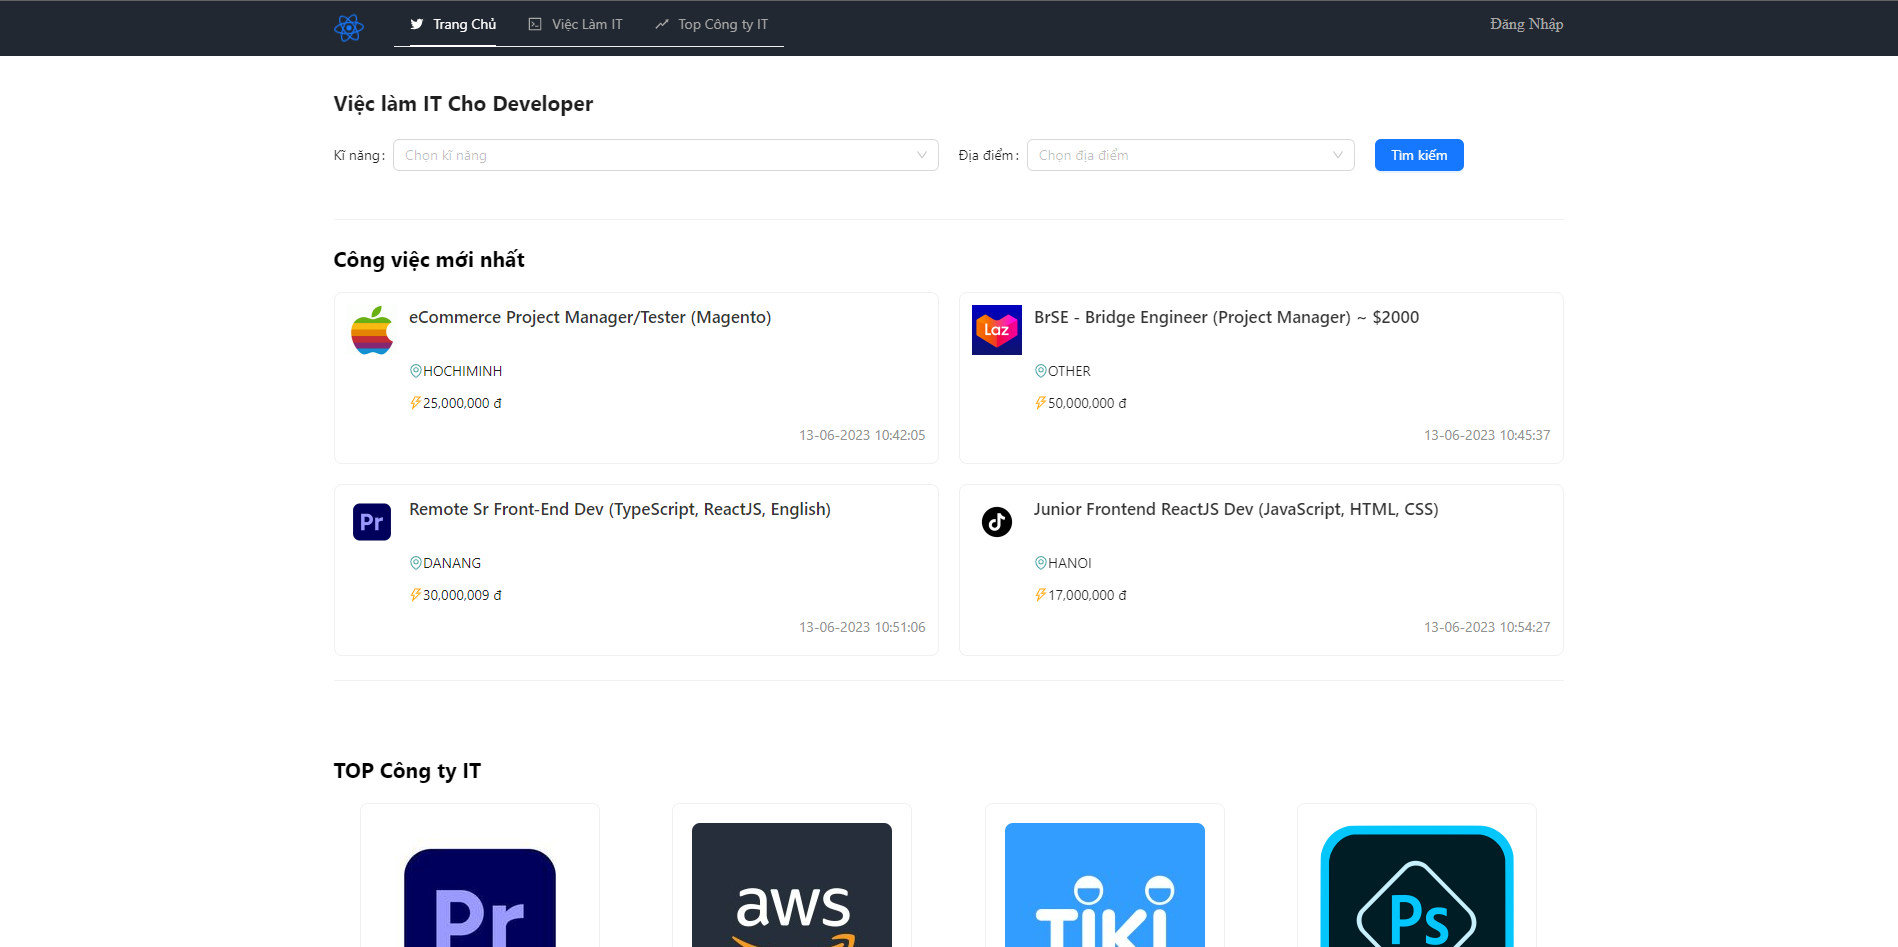 Trang Chủ
Việc Làm IT
Top Công ty IT
Đăng Nhập
Việc làm IT Cho Developer
Kĩ năng:
Chọn kĩ năng
Địa điểm:
Chọn địa điểm
Tìm kiếm
Công việc mới nhất
eCommerce Project Manager/Tester (Magento)
HOCHIMINH
25,000,000 đ
13-06-2023 10:42:05
Laz
BrSE - Bridge Engineer (Project Manager) ~ $2000
OTHER
50,000,000 đ
13-06-2023 10:45:37
Pr
Remote Sr Front-End Dev (TypeScript, ReactJS, English)
DANANG
30,000,009 đ
13-06-2023 10:51:06
Junior Frontend ReactJS Dev (JavaScript, HTML, CSS)
HANOI
17,000,000 đ
13-06-2023 10:54:27
TOP Công ty IT
Pr
aws
TIKI
Ps